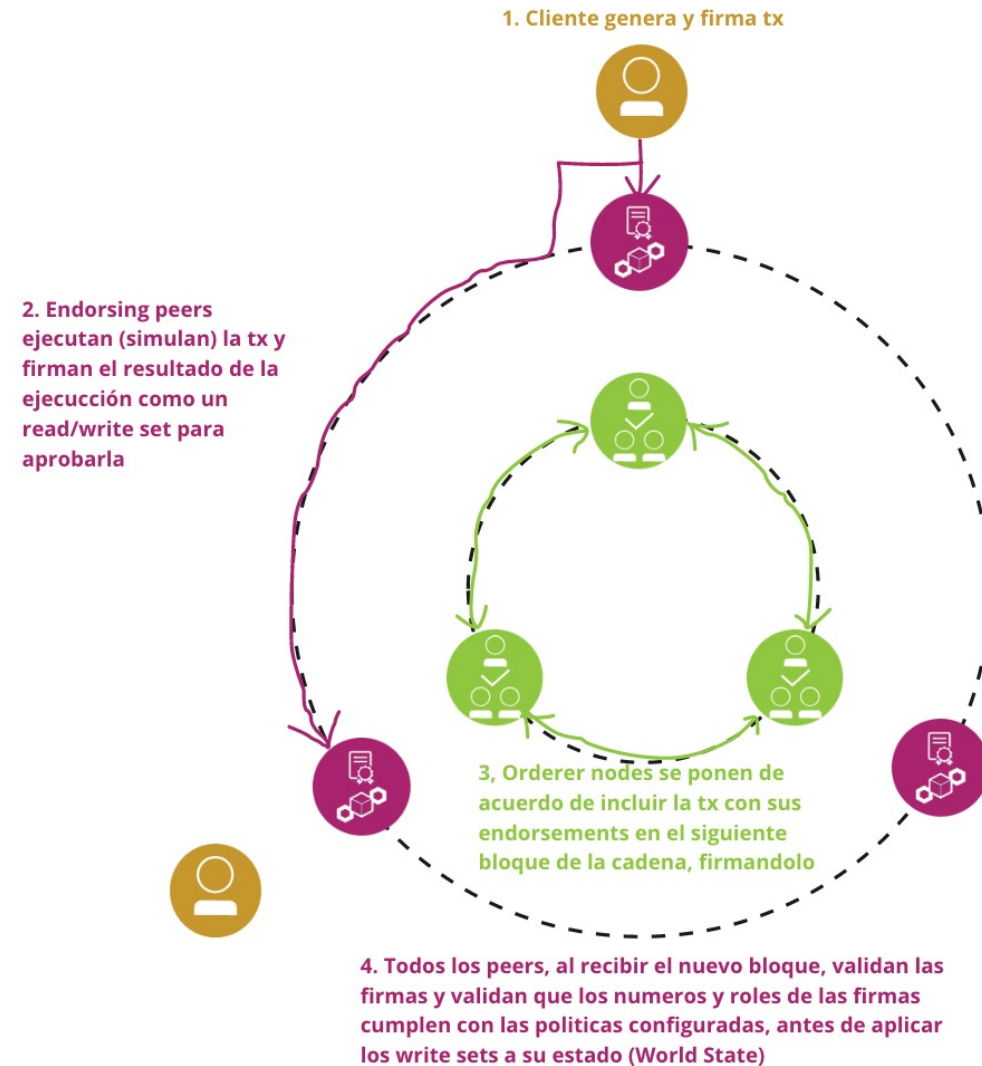 1. Cliente genera y firma tx
2. Endorsing peers
ejecutan (simulan) la tx y
firman el resultado de la
ejecucción como un
read/write set para
aprobarla
3, Orderer nodes se ponen de
acuerdo de incluir la tx con sus
endorsements en el siguiente
bloque de la cadena, firmandolo
4. Todos los peers, al recibir el nuevo bloque, validan las
firmas y validan que los numeros y roles de las firmas
cumplen con las politicas configuradas, antes de aplicar
los write sets a su estado (World State)